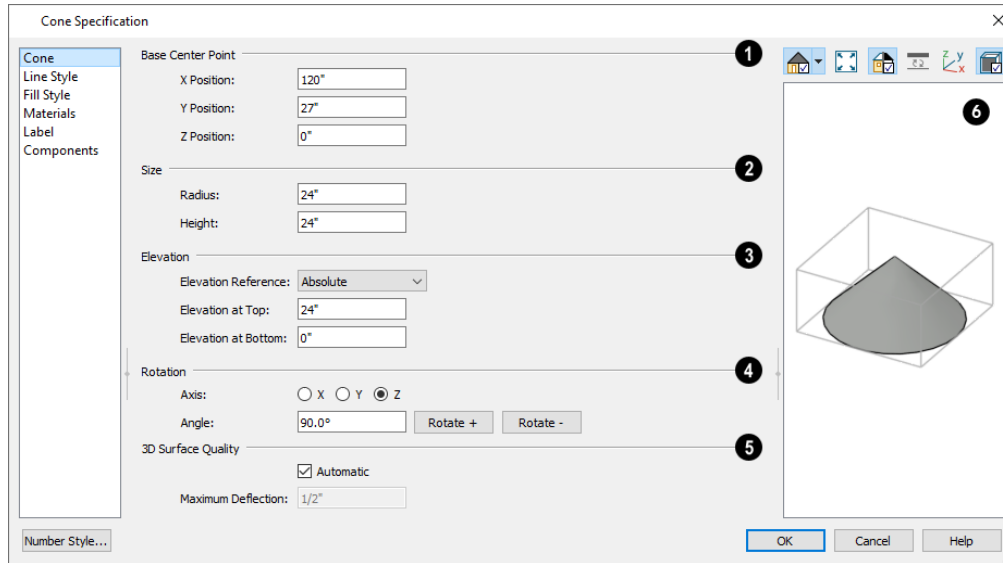 Cone Specification
Cone
Line Style
Fill Style
Materials
Label
Components
Base Center Point 1
X Position: 120"
Y Position: 27"
Z Position: 0"
Size 2
Radius: 24"
Height: 24"
Elevation 3
Elevation Reference: Absolute
Elevation at Top: 24"
Elevation at Bottom: 0"
Rotation 4
Axis: X Y Z
Angle: 90.0° Rotate + Rotate -
3D Surface Quality 5
Automatic
Maximum Deflection: 1/2"
z y x
6
Number Style... OK Cancel Help